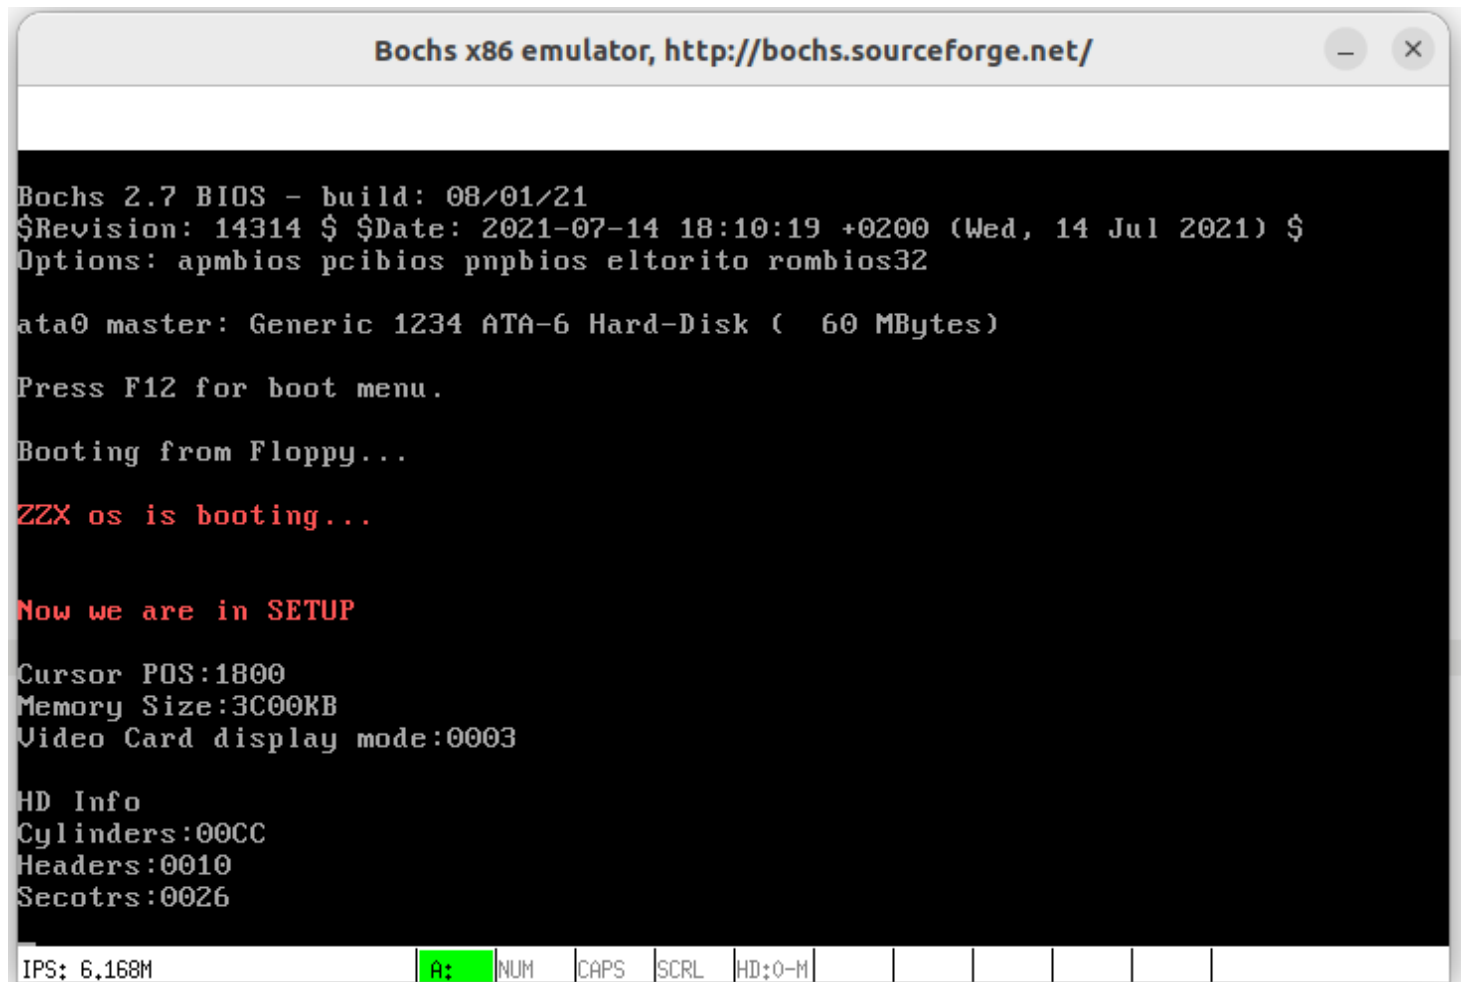 Bochs x86 emulator, http://bochs.sourceforge.net/
Bochs 2.7 BIOS - build: 08/01/21
$Revision: 14314 $ $Date: 2021-07-14 18:10:19 +0200 (Wed, 14 Jul 2021) $
Options: apmbios pcibios pnpbios eltorito rombios32
ata0 master: Generic 1234 ATA-6 Hard-Disk (  60 MBytes)
Press F12 for boot menu.
Booting from Floppy...
ZZX os is booting...
Now we are in SETUP
Cursor POS:1800
Memory Size:3C00KB
Video Card display mode:0003
HD Info
Cylinders:00CC
Headers:0010
Secotrs:0026
IPS: 6.168M A: NUM CAPS SCRL HD:0-M